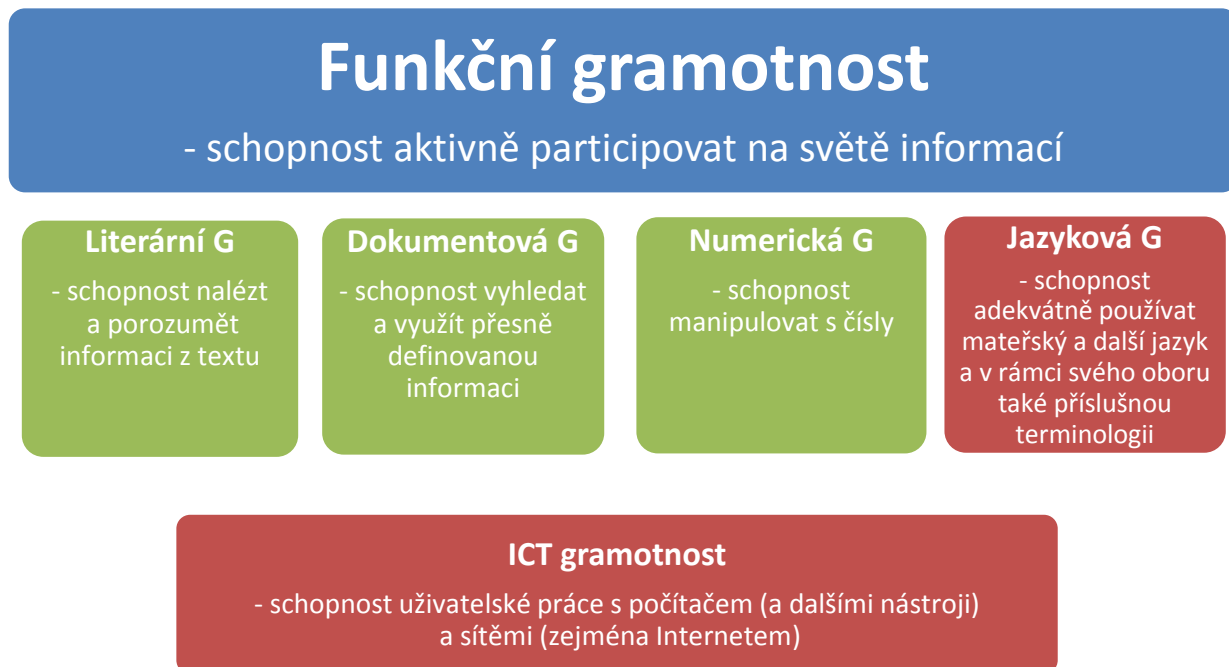 Funkční gramotnost
- schopnost aktivně participovat na světě informací
Literární G
- schopnost nalézt
a porozumět
informaci z textu
Dokumentová G
- schopnost vyhledat
a využít přesně
definovanou
informaci
Numerická G
- schopnost
manipulovat s čísly
Jazyková G
- schopnost
adekvátně používat
mateřský a další jazyk
a v rámci svého oboru
také příslušnou
terminologii
ICT gramotnost
- schopnost uživatelské práce s počítačem (a dalšími nástroji)
a sítěmi (zejména Internetem)